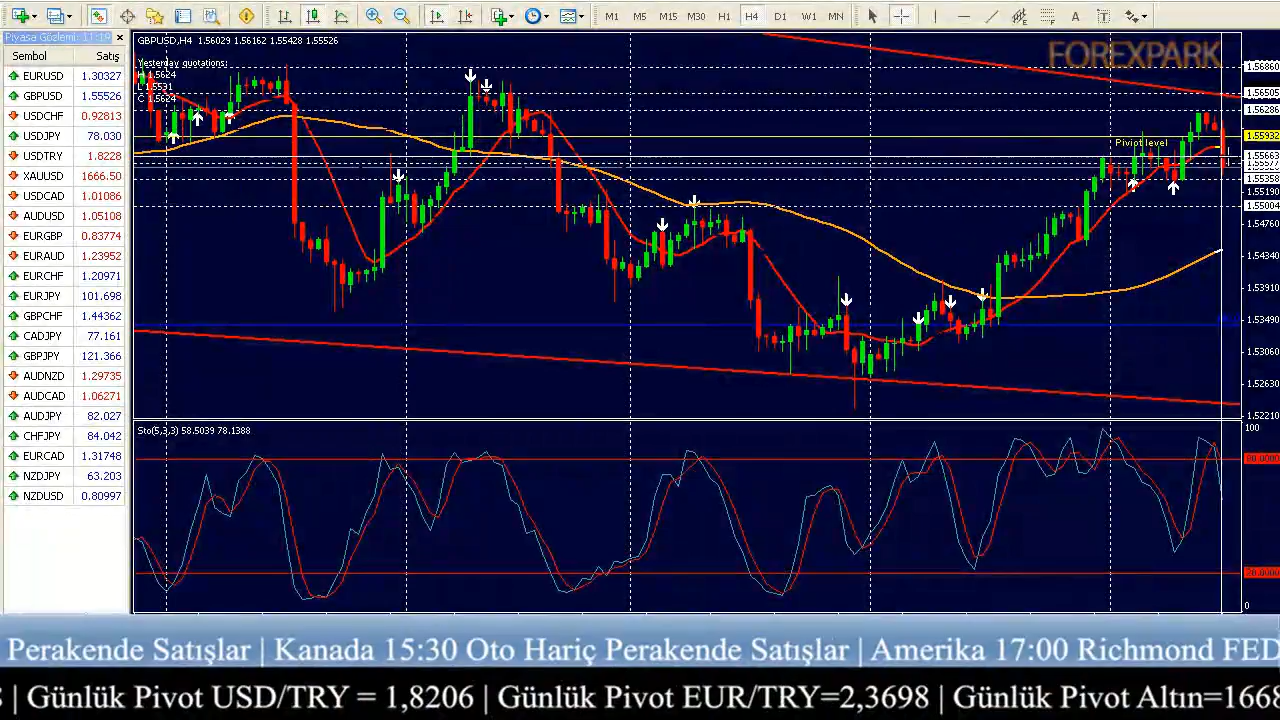 A T M1 M5 M15 M30 H1 H4 D1 W1 MN A T
Piyasa Gözlemi: 11:19
Sembol Satış
EURUSD 1.30327
GBPUSD 1.55526
USDCHF 0.92813
USDJPY 78.030
USDTRY 1.8228
XAUUSD 1666.50
USDCAD 1.01086
AUDUSD 1.05108
EURGBP 0.83774
EURAUD 1.23952
EURCHF 1.20971
EURJPY 101.698
GBPCHF 1.44362
CADJPY 77.161
GBPJPY 121.366
AUDNZD 1.29735
AUDCAD 1.06271
AUDJPY 82.027
CHFJPY 84.042
EURCAD 1.31748
NZDJPY 63.203
NZDUSD 0.80997
GBPUSD,H4 1.56029 1.56162 1.55428 1.55526
FOREXPARK
Yesterday quotations:
H 1.5624
L 1.5531
C 1.5624
Piviot level
1.56860
1.56505
1.56286
1.55932
1.55663
1.55358
1.55004
1.54760
1.54340
1.53910
1.53490
1.53060
1.52630
1.52210
Sto(5,3,3) 58.5039 78.1388
100
80.0000
20.0000
0
Perakende Satışlar | Kanada 15:30 Oto Hariç Perakende Satışlar | Amerika 17:00 Richmond FED
| Günlük Pivot USD/TRY = 1,8206 | Günlük Pivot EUR/TRY=2,3698 | Günlük Pivot Altın=1668